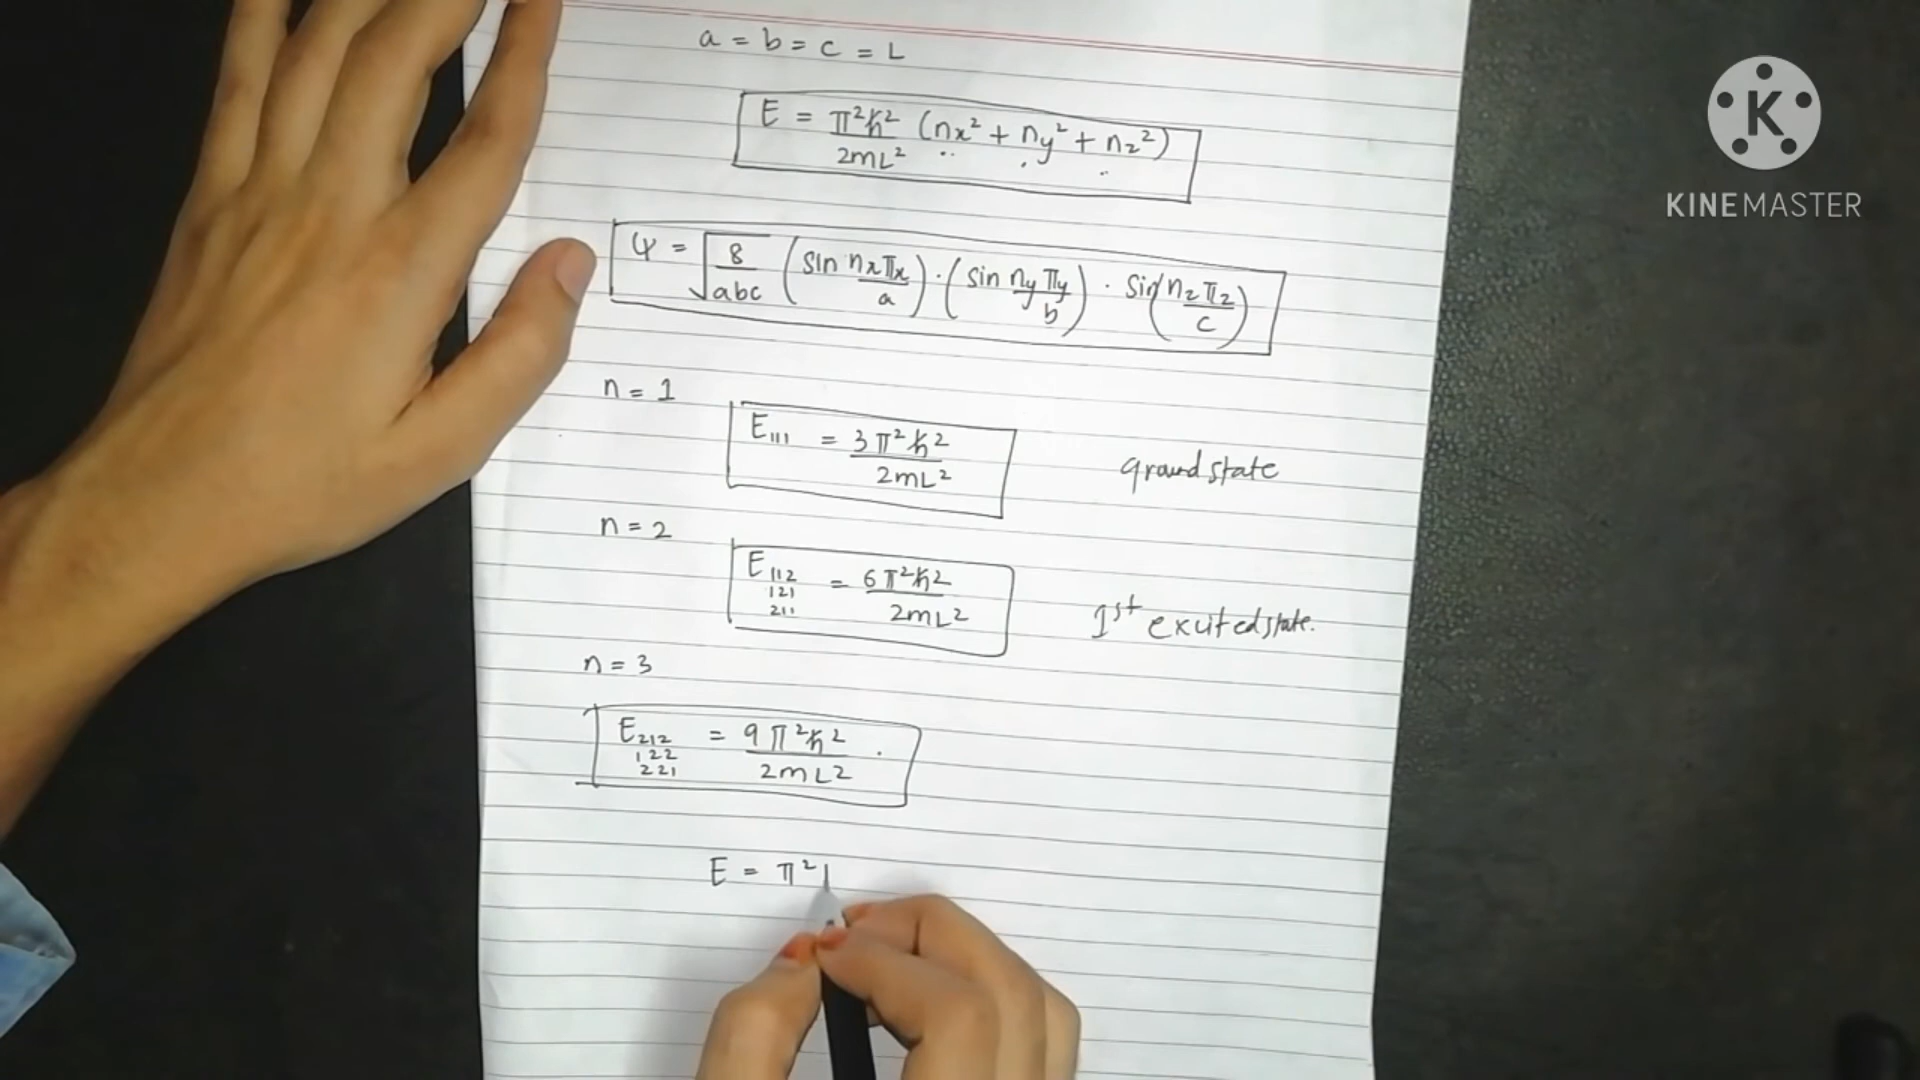 a = b = c = L
E = π²ħ² (nx² + ny² + nz²)
2mL²
KINEMASTER
ψ = √8 (sin nxπx) · (sin nyπy) · sin(nzπz)
abc a b c
n = 1
E111 = 3π²ħ² ground state
2mL²
n = 2
E112 = 6π²ħ²
121 2mL² 1st excited state.
211
n = 3
E212 = 9π²ħ² .
122 2mL²
221
E = π²